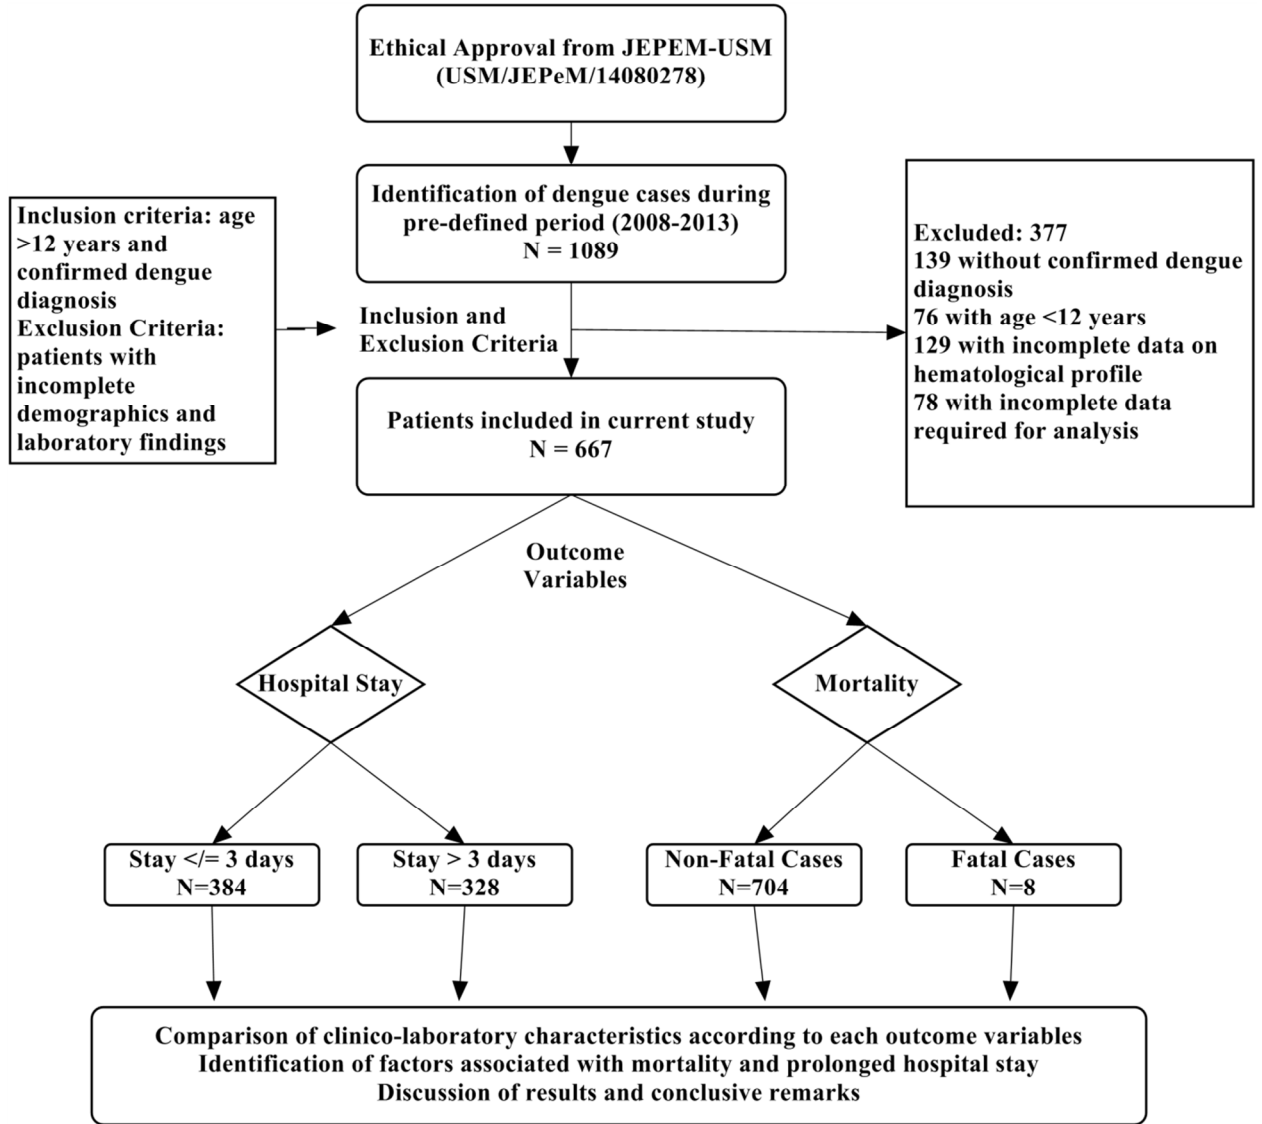 Ethical Approval from JEPEM-USM
(USM/JEPeM/14080278)
Identification of dengue cases during
pre-defined period (2008-2013)
N = 1089
Inclusion criteria: age
>12 years and
confirmed dengue
diagnosis
Exclusion Criteria:
patients with
incomplete
demographics and
laboratory findings
Inclusion and
Exclusion Criteria
Excluded: 377
139 without confirmed dengue
diagnosis
76 with age <12 years
129 with incomplete data on
hematological profile
78 with incomplete data
required for analysis
Patients included in current study
N = 667
Outcome
Variables
Hospital Stay
Mortality
Stay </= 3 days
N=384
Stay > 3 days
N=328
Non-Fatal Cases
N=704
Fatal Cases
N=8
Comparison of clinico-laboratory characteristics according to each outcome variables
Identification of factors associated with mortality and prolonged hospital stay
Discussion of results and conclusive remarks